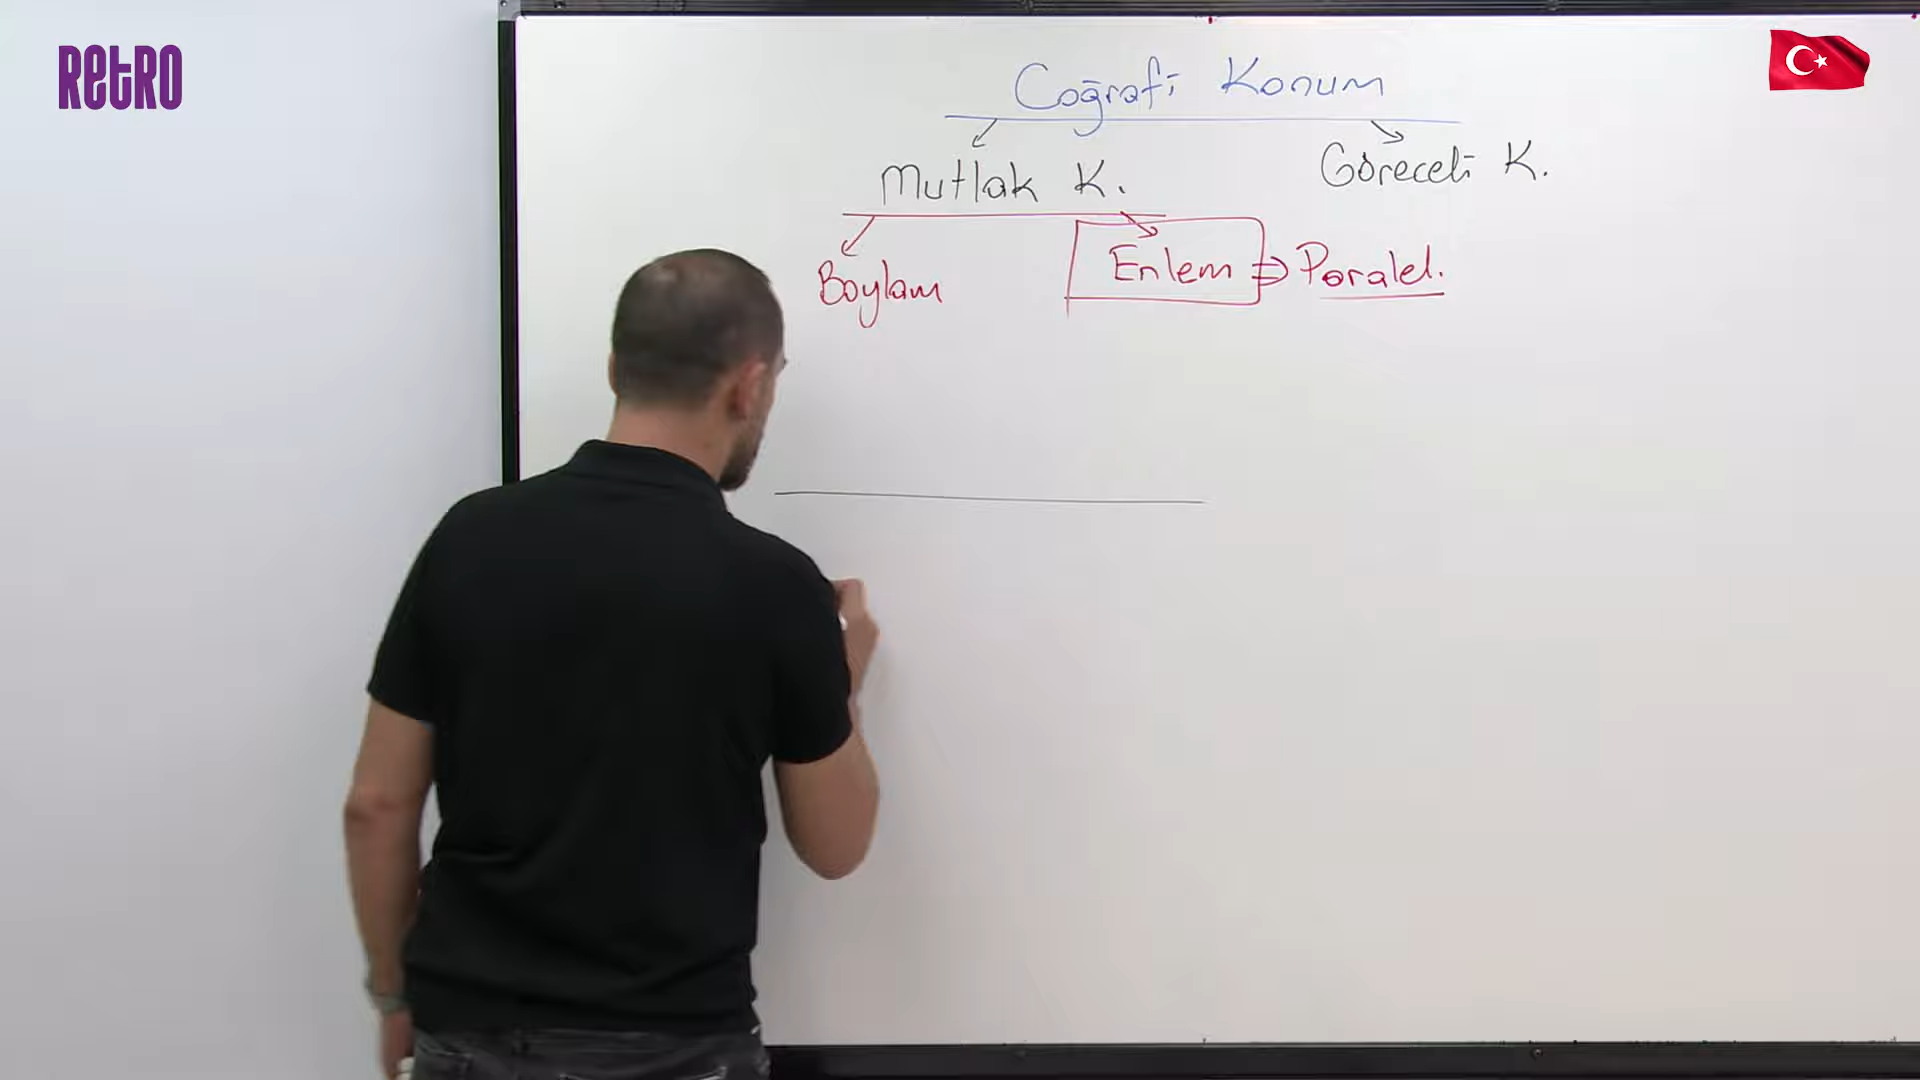 RETRO
Coğrafi Konum
Mutlak K.
Göreceli K.
Boylam
Enlem ⇒ Paralel.